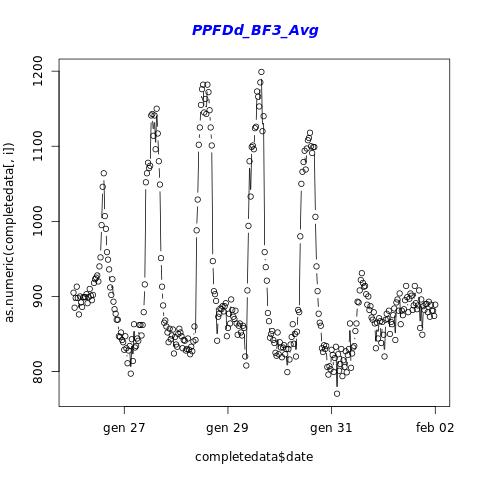 PPFDd_BF3_Avg
as.numeric(completedata[, i])
1200
1100
1000
900
800
gen 27
gen 29
gen 31
feb 02
completedata$date